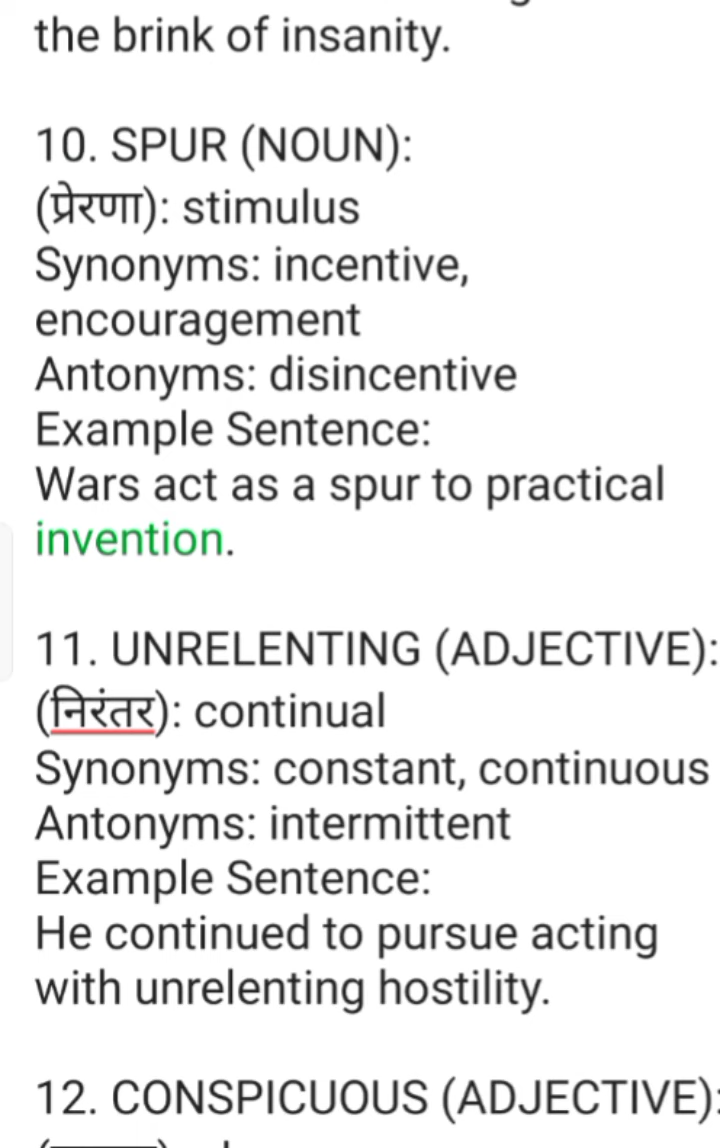 the brink of insanity.
10. SPUR (NOUN):
(प्रेरणा): stimulus
Synonyms: incentive,
encouragement
Antonyms: disincentive
Example Sentence:
Wars act as a spur to practical
invention.
11. UNRELENTING (ADJECTIVE):
(निरंतर): continual
Synonyms: constant, continuous
Antonyms: intermittent
Example Sentence:
He continued to pursue acting
with unrelenting hostility.
12. CONSPICUOUS (ADJECTIVE):